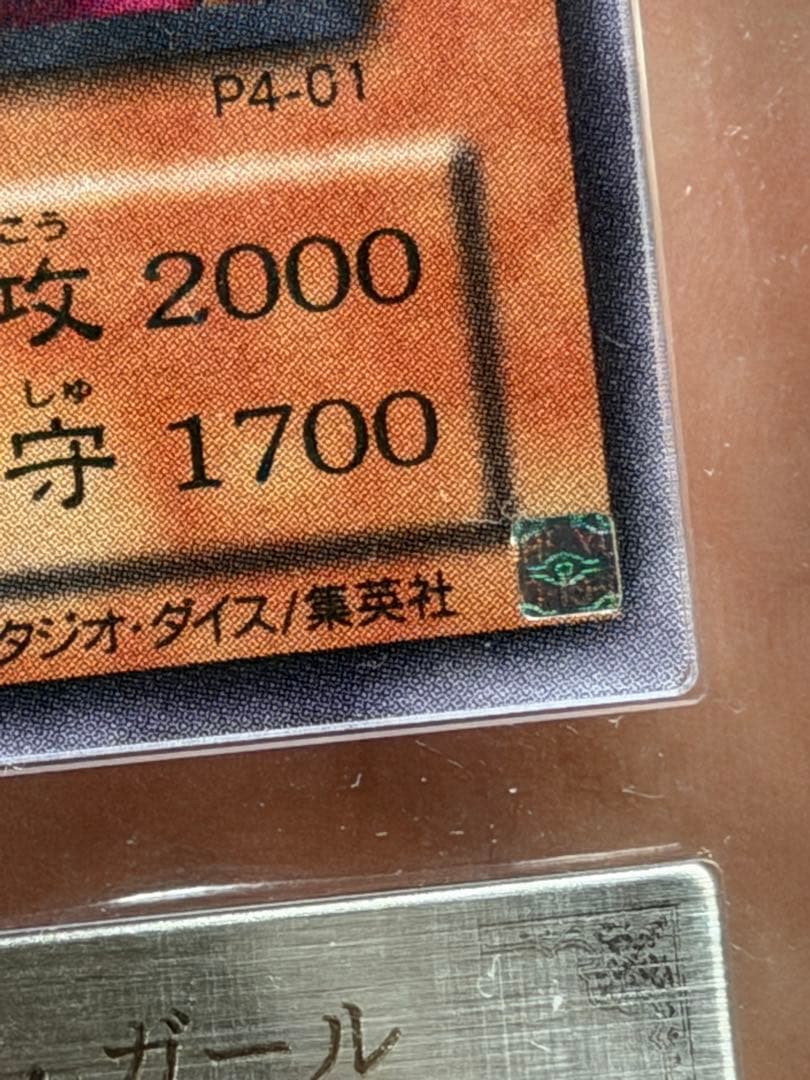 P4-01
こう
攻 2000
しゅ
守 1700
タジオ・ダイス/集英社
ガール